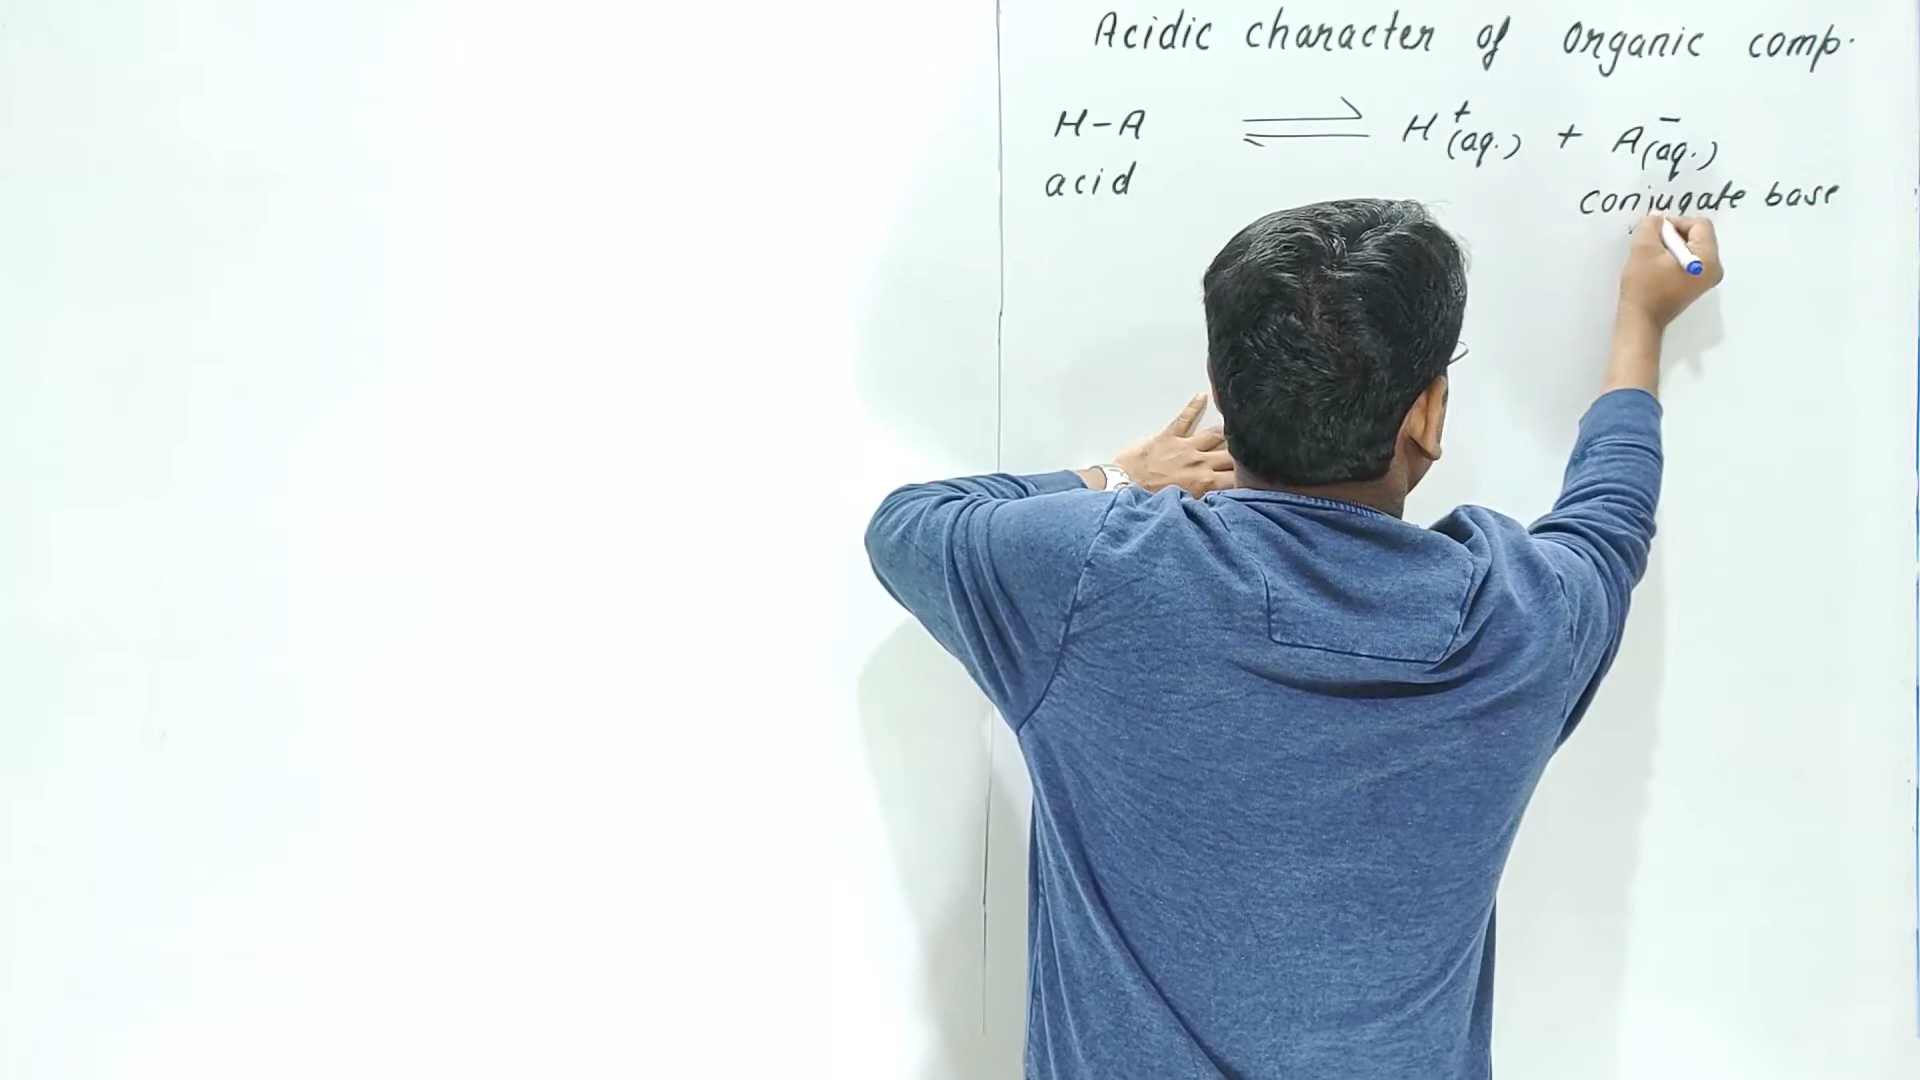 Acidic character of organic comp.
H-A ⇌ H⁺(aq.) + A⁻(aq.)
acid conjugate base